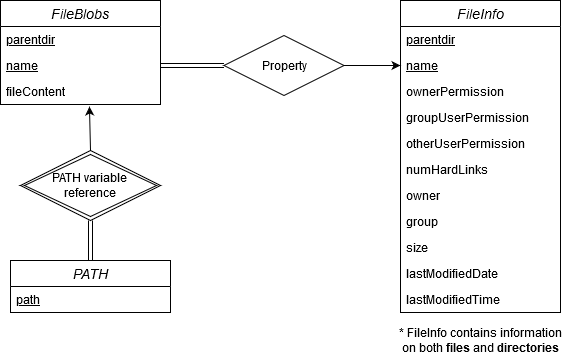 FileBlobs
parentdir
name
fileContent
Property
FileInfo
parentdir
name
ownerPermission
groupUserPermission
otherUserPermission
numHardLinks
owner
group
size
lastModifiedDate
lastModifiedTime
PATH variable
reference
PATH
path
* FileInfo contains information
on both files and directories